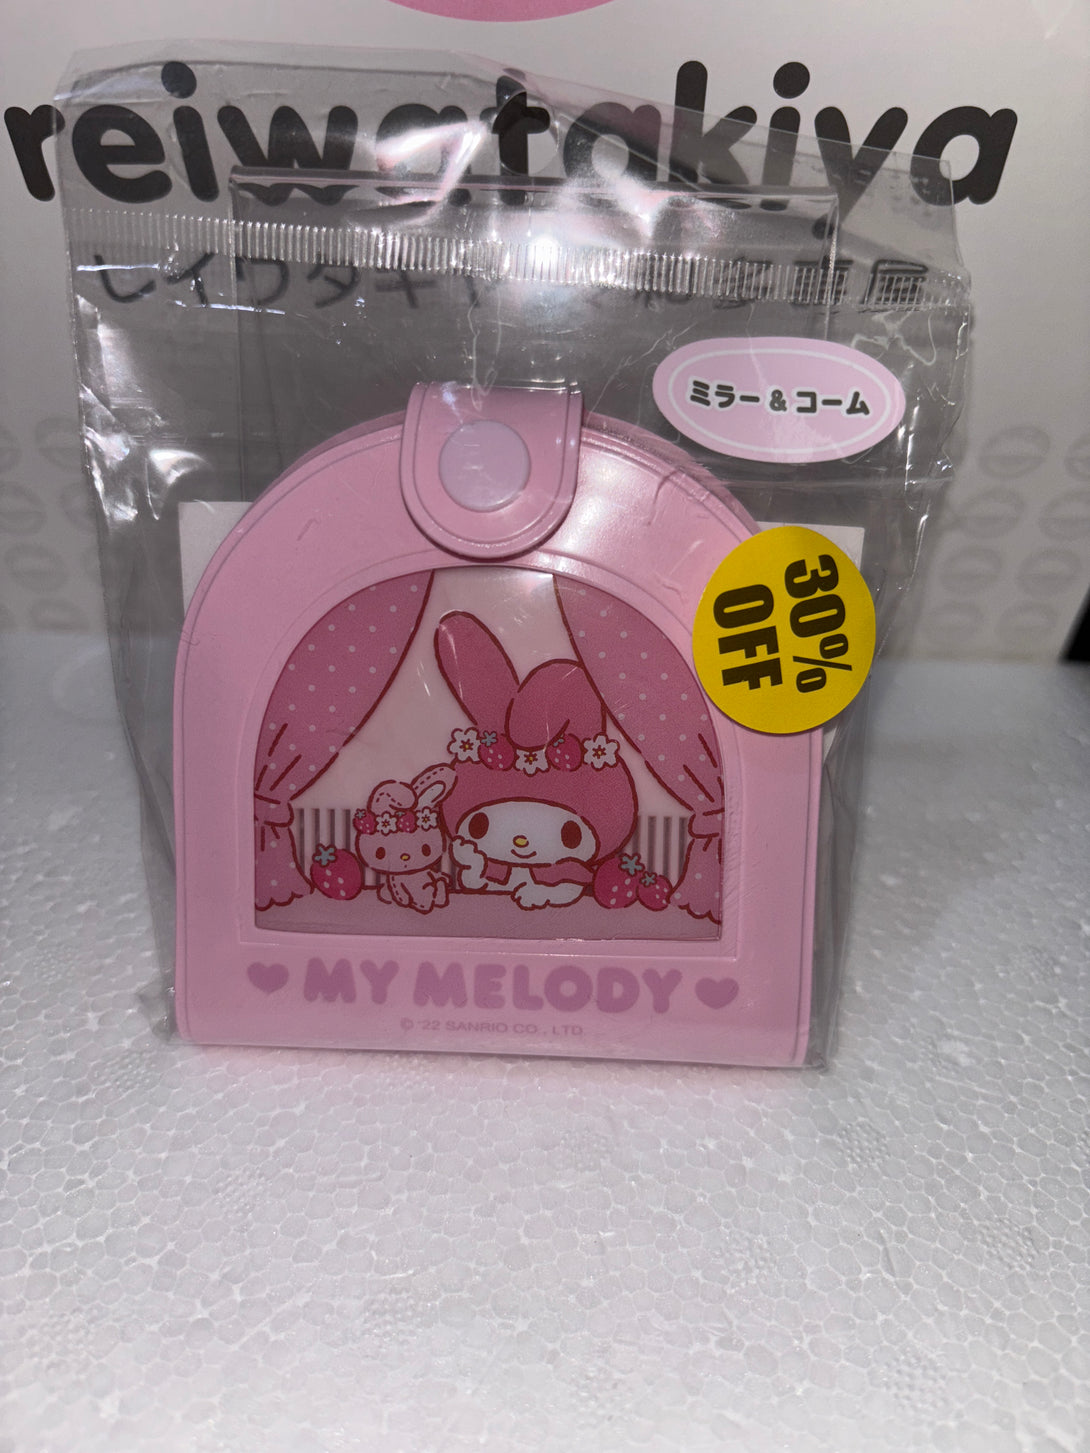 reiwatakiya
ミラー&コーム
30%
OFF
MY MELODY
© '22 SANRIO CO., LTD.